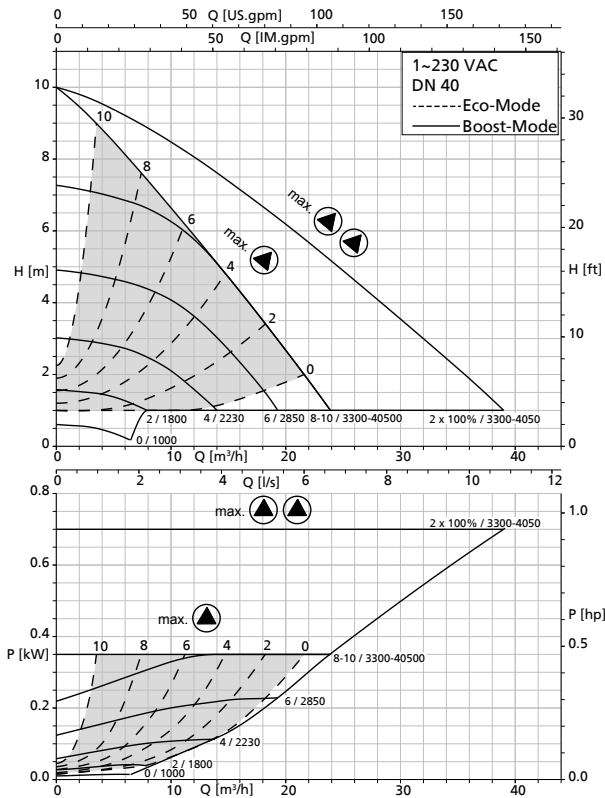 Q [US.gpm]
0 50 100 150
Q [IM.gpm]
0 50 100 150
1~230 VAC
DN 40
Eco-Mode
Boost-Mode
10
8
6
4
2
0
H [m]
30
20
10
0
H [ft]
10
8
6
4
2
0
max.
max.
0 / 1000
2 / 1800
4 / 2230
6 / 2850
8-10 / 3300-40500
2 x 100% / 3300-4050
0 10 20 30 40
Q [m³/h]
0 2 4 6 8 10 12
Q [l/s]
0.8
0.6
0.4
P [kW]
0.2
0.0
1.0
P [hp]
0.5
0.0
max.
max.
2 x 100% / 3300-4050
10 8 6 4 2 0
8-10 / 3300-40500
6 / 2850
4 / 2230
2 / 1800
0 / 1000
0 10 20 30 40
Q [m³/h]